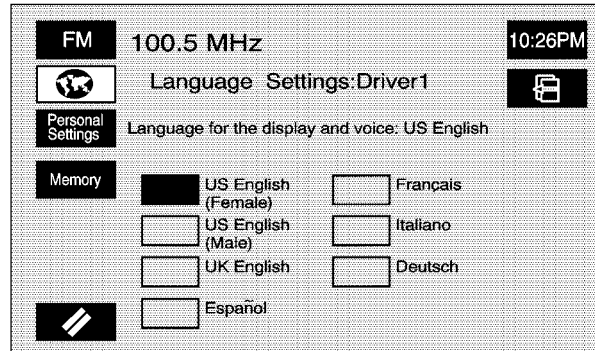 FM
100.5 MHz
10:26PM
Language Settings:Driver1
Personal
Settings
Language for the display and voice: US English
Memory
US English
(Female)
Français
US English
(Male)
Italiano
UK English
Deutsch
Español